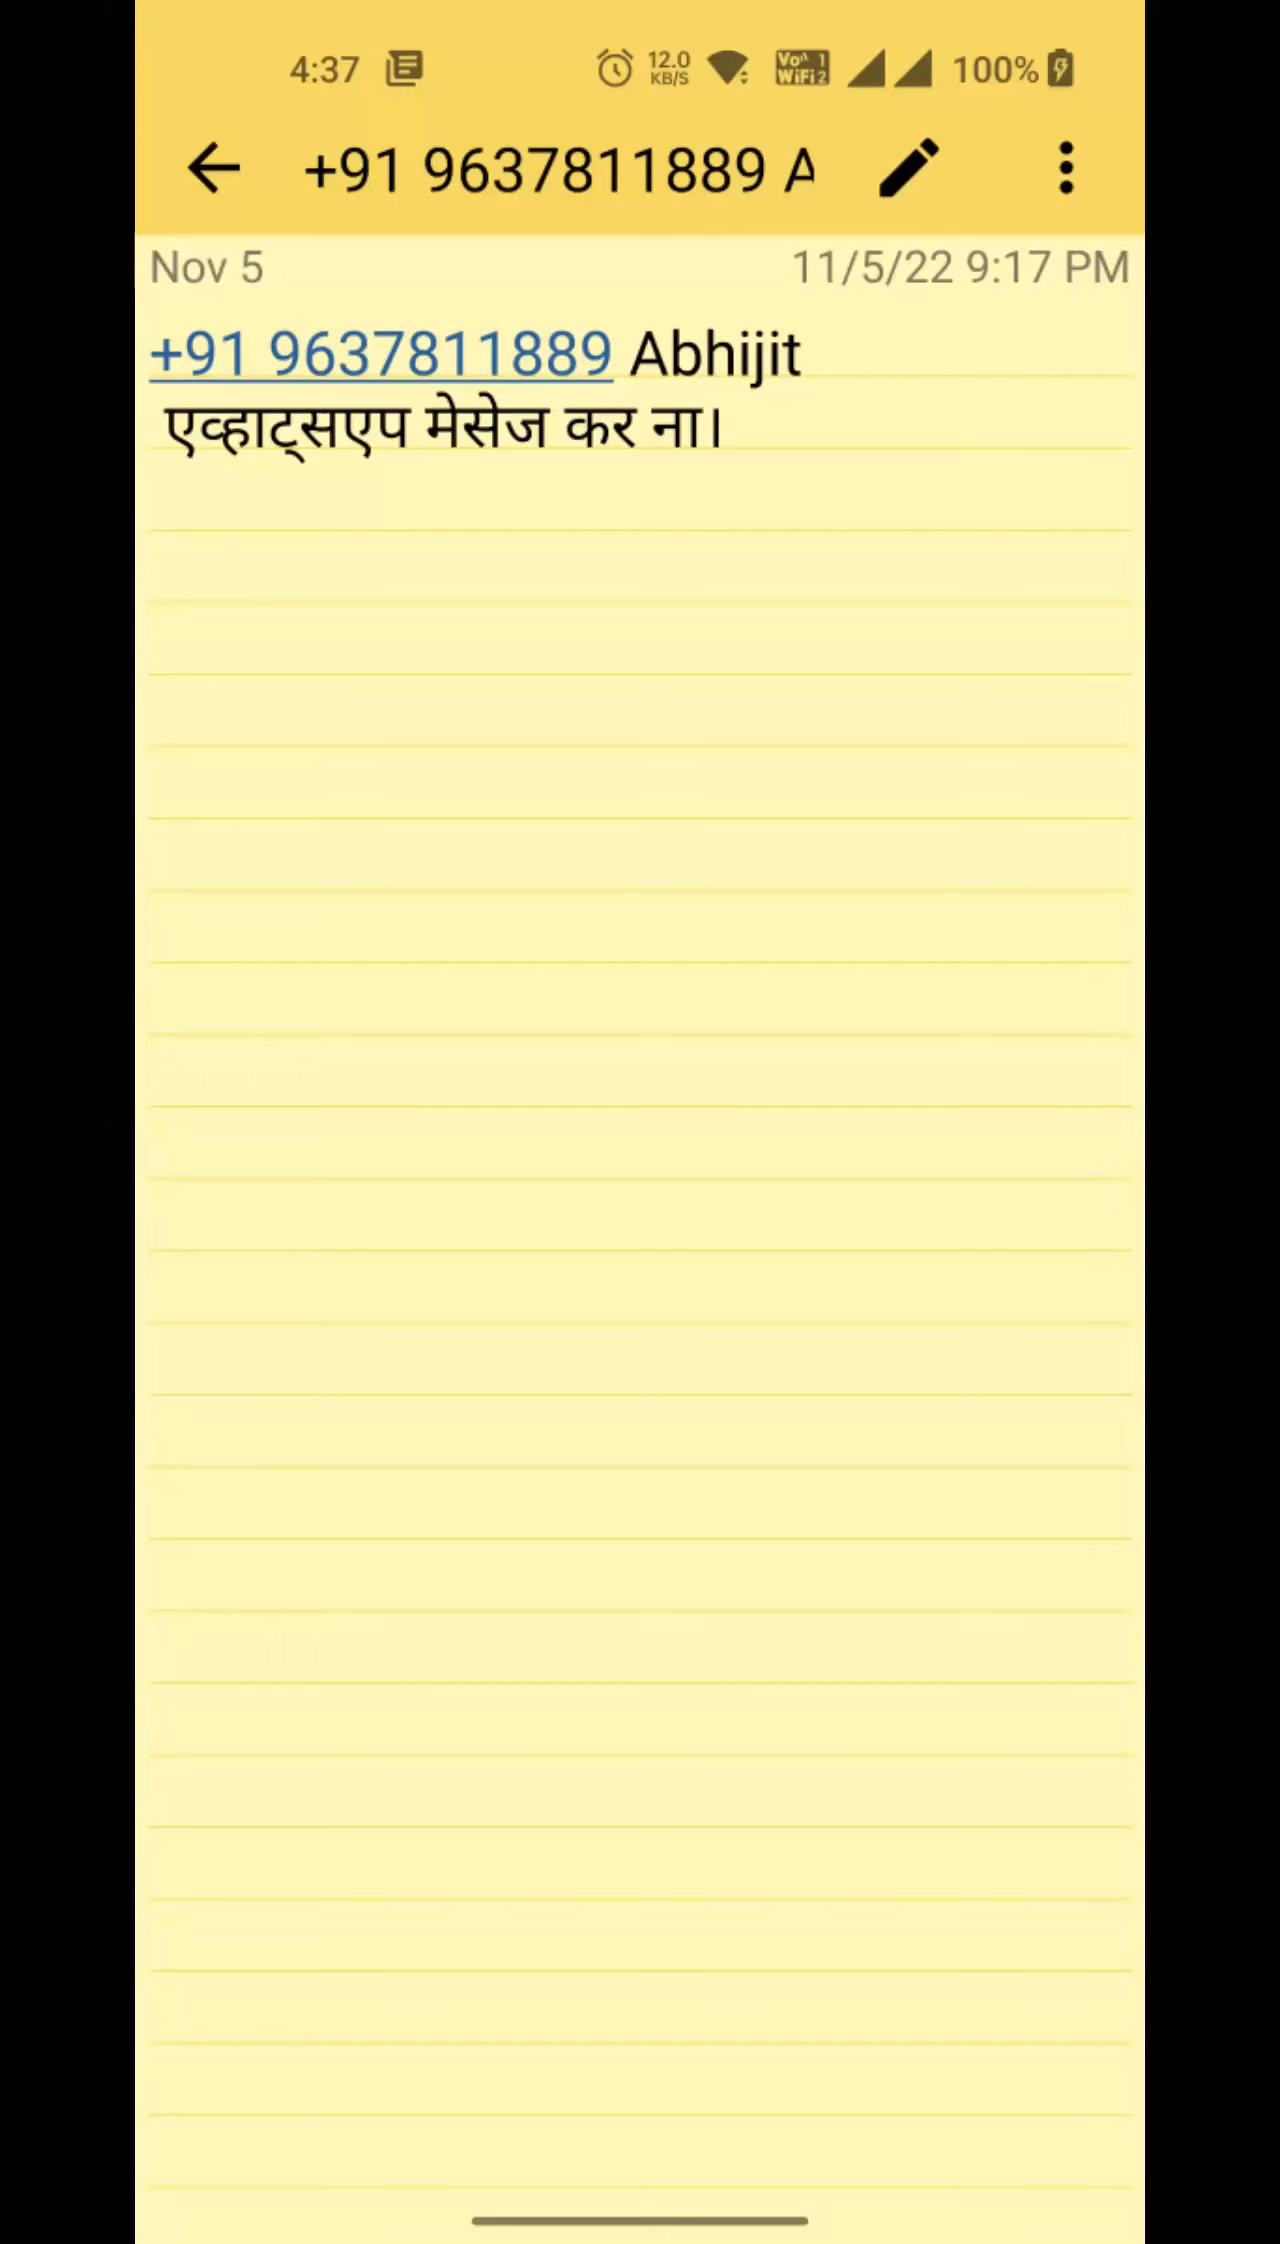 4:37 12.0 KB/S Vo 1 WiFi 2 100%
+91 9637811889 A
Nov 5 11/5/22 9:17 PM
+91 9637811889 Abhijit
एव्हाट्सएप मेसेज कर ना।